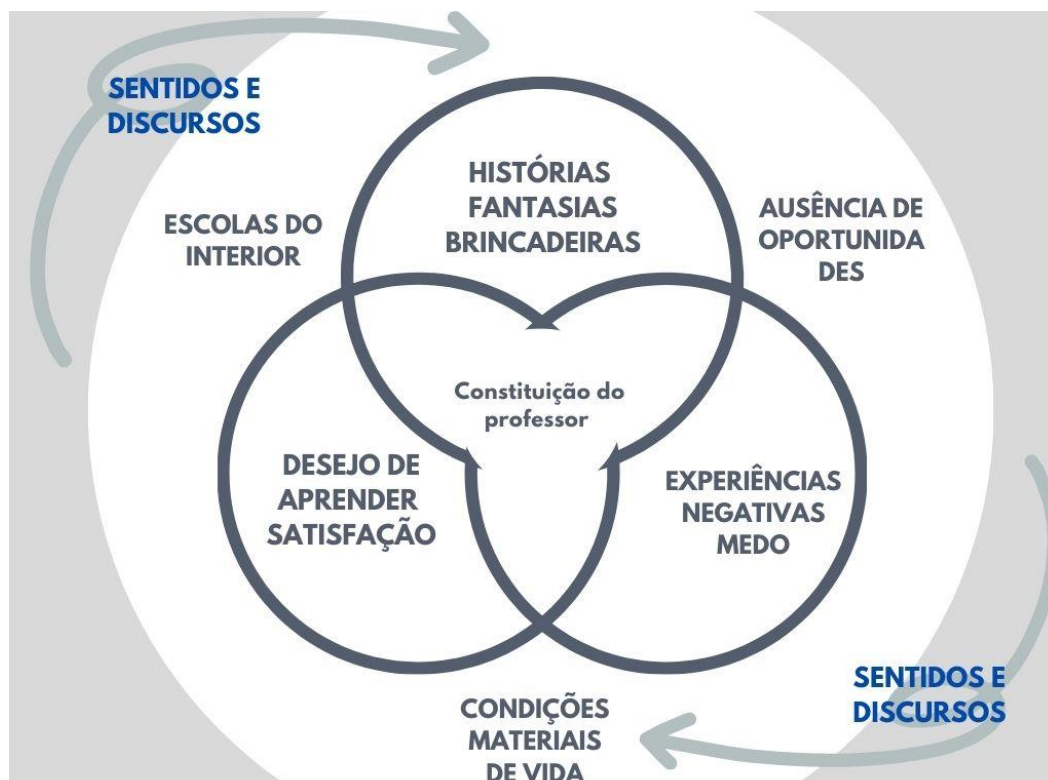 SENTIDOS E
DISCURSOS
HISTÓRIAS
FANTASIAS
BRINCADEIRAS
ESCOLAS DO
INTERIOR
AUSÊNCIA DE
OPORTUNIDA
DES
Constituição do
professor
DESEJO DE
APRENDER
SATISFAÇÃO
EXPERIÊNCIAS
NEGATIVAS
MEDO
SENTIDOS E
DISCURSOS
CONDIÇÕES
MATERIAIS
DE VIDA